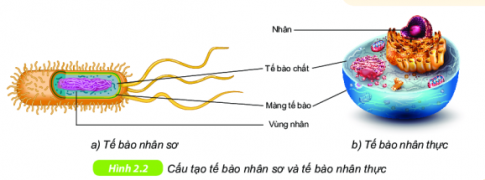 Nhân
Tế bào chất
Màng tế bào
Vùng nhân
a) Tế bào nhân sơ
b) Tế bào nhân thực
Hình 2.2 Cấu tạo tế bào nhân sơ và tế bào nhân thực